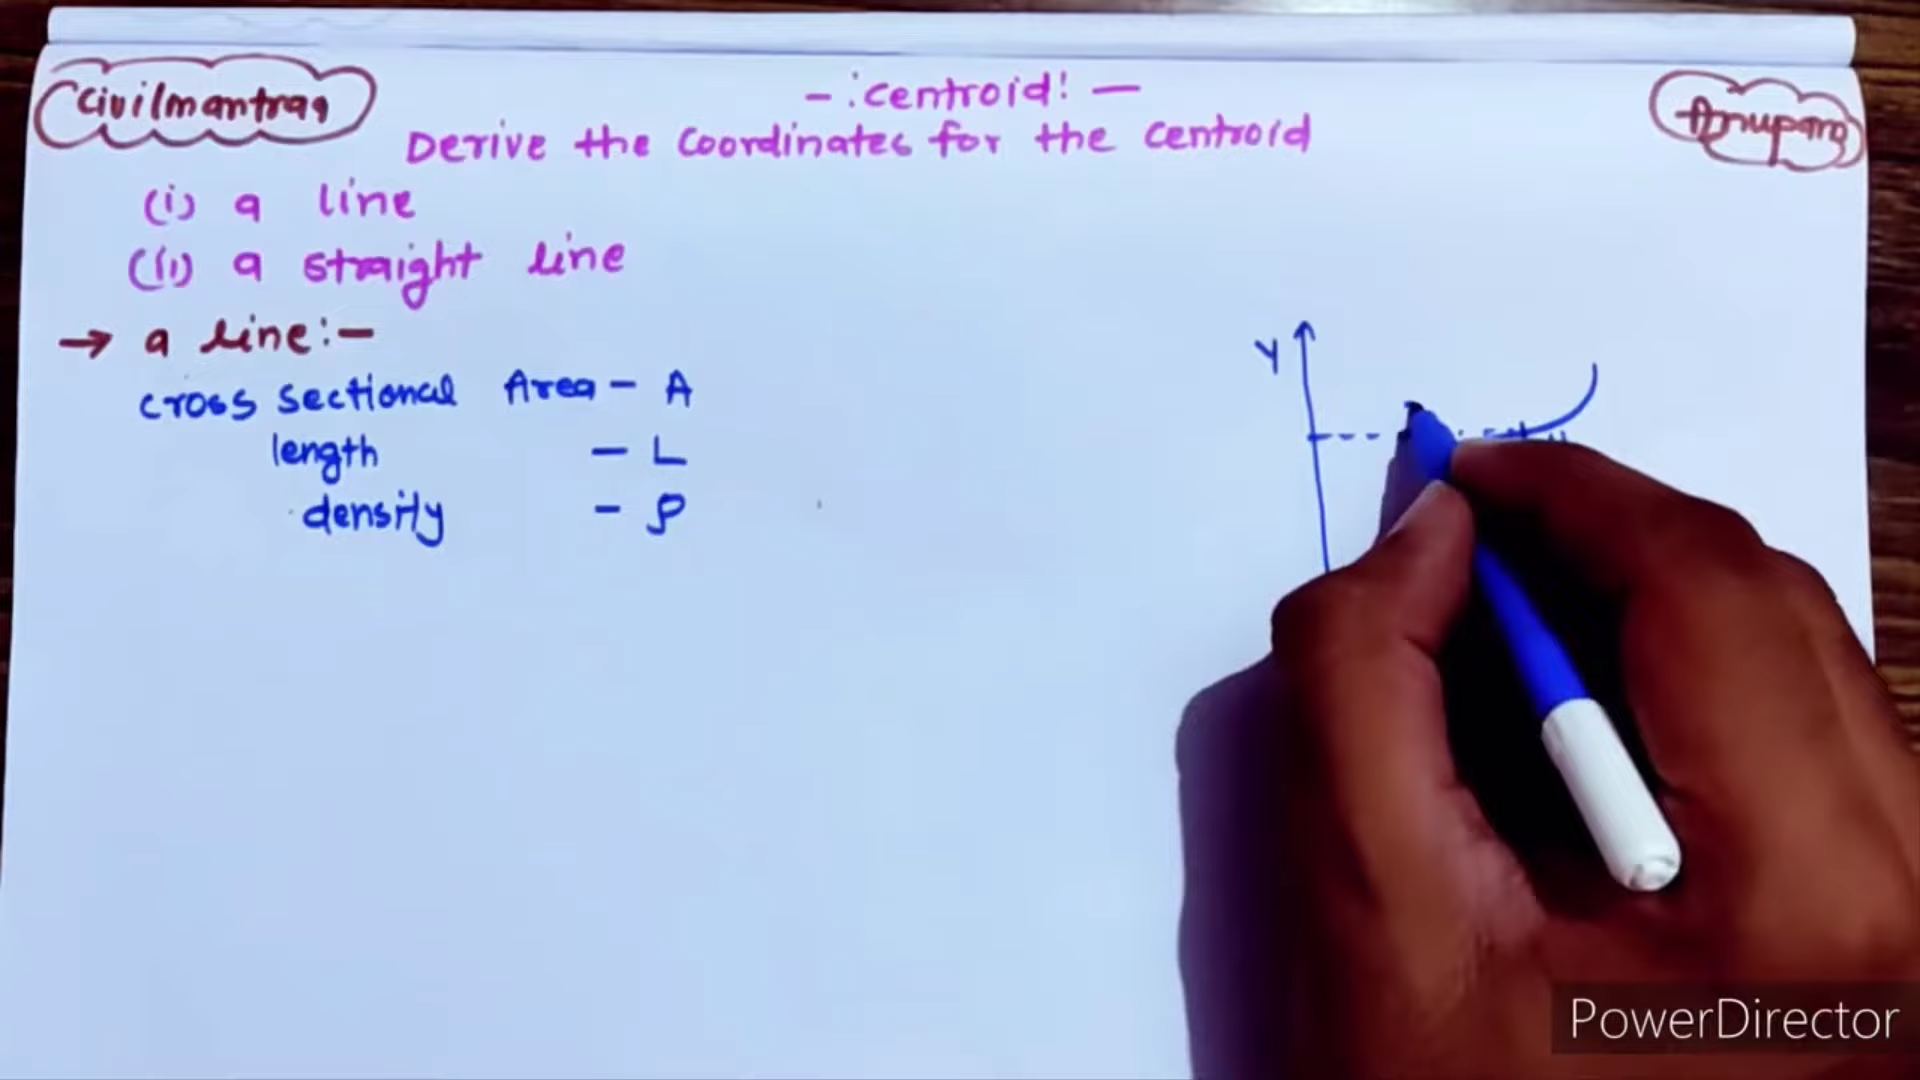 Civilmantraa
-:centroid:-
Anupam
Derive the coordinates for the centroid
(i) a line
(ii) a straight line
→ a line:-
cross sectional Area - A
length - L
density - ρ
Y
PowerDirector